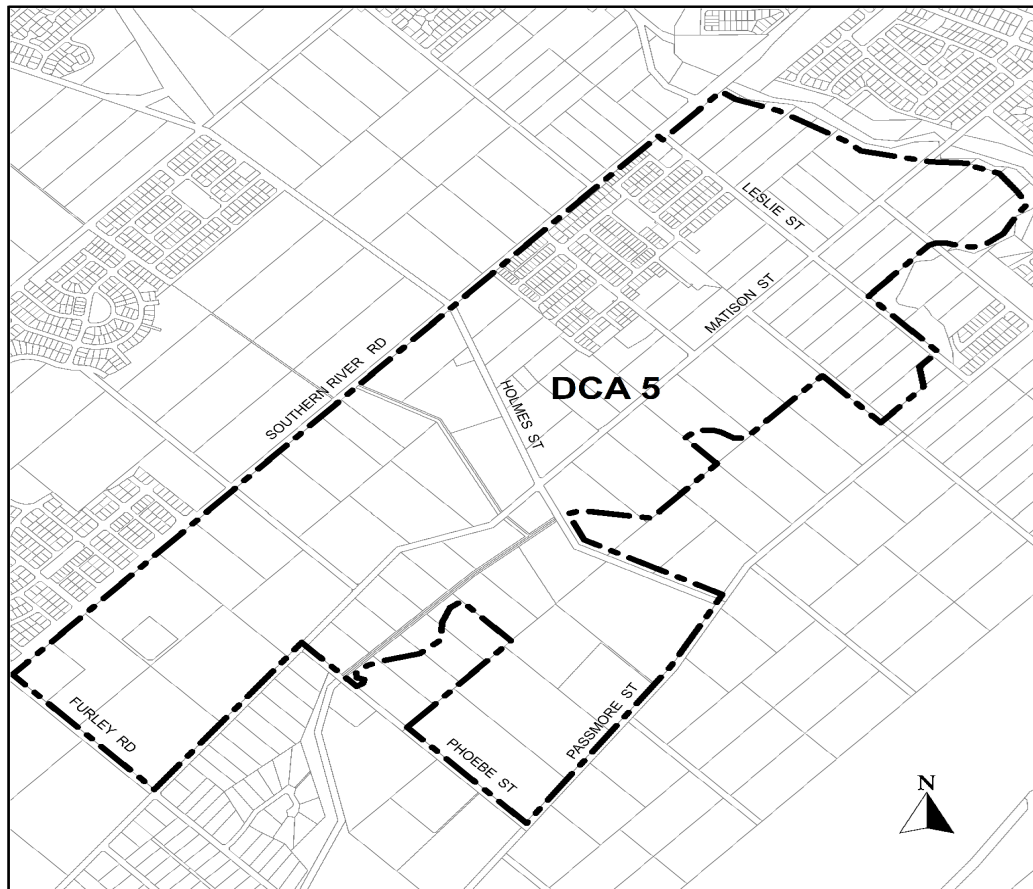 LESLIE ST
MATISON ST
SOUTHERN RIVER RD
HOLMES ST
DCA 5
FURLEY RD
PHOEBE ST
PASSMORE ST
N